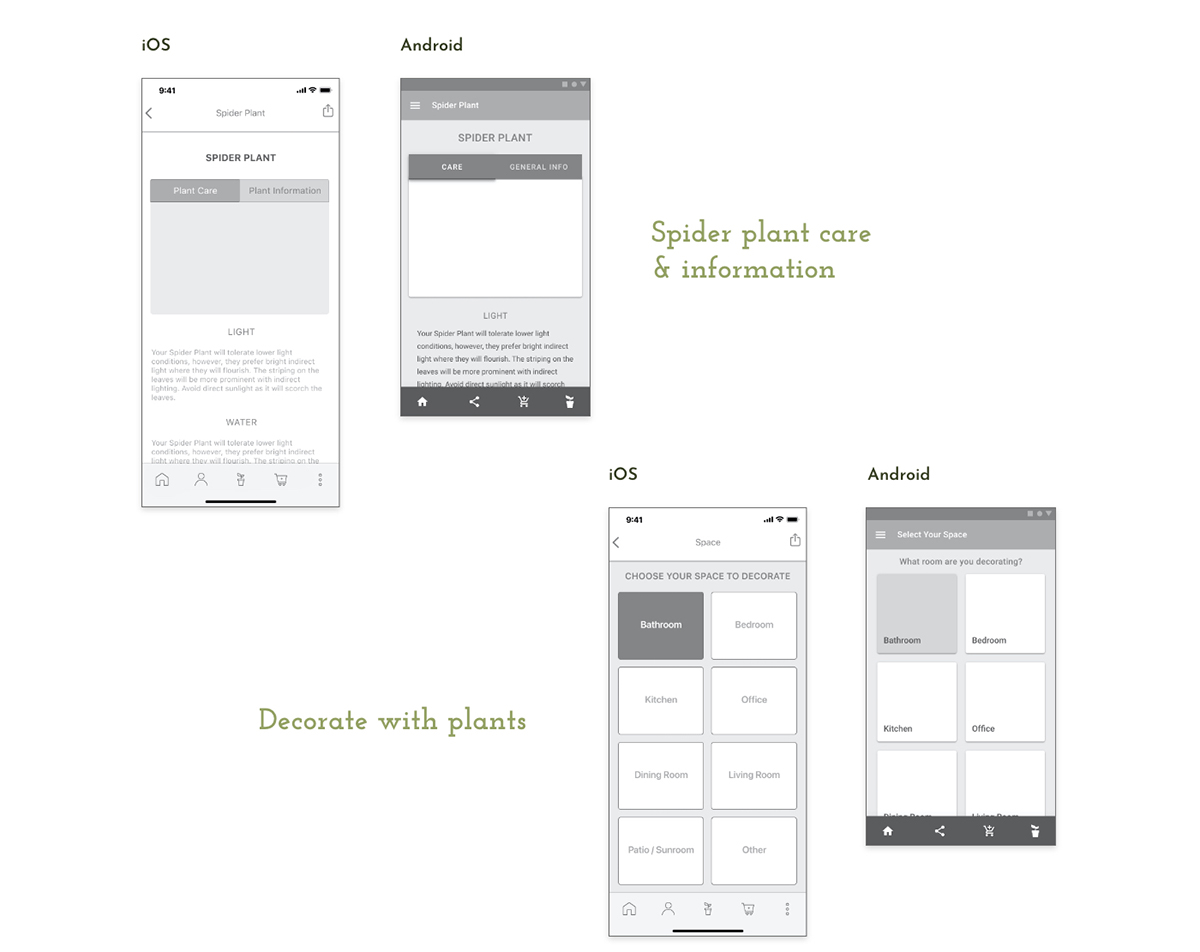 iOS
9:41
Spider Plant
SPIDER PLANT
Plant Care Plant Information
LIGHT
Your Spider Plant will tolerate lower light
conditions, however, they prefer bright indirect
light where they will flourish. The striping on the
leaves will be more prominent with indirect
lighting. Avoid direct sunlight as it will scorch the
leaves.
WATER
Your Spider Plant will tolerate lower light
conditions, however, they prefer bright indirect
light where they will flourish. The striping on the
Android
Spider Plant
SPIDER PLANT
CARE GENERAL INFO
LIGHT
Your Spider Plant will tolerate lower light
conditions, however, they prefer bright indirect
light where they will flourish. The striping on the
leaves will be more prominent with indirect
lighting. Avoid direct sunlight as it will scorch
Spider plant care
& information
Decorate with plants
iOS
9:41
Space
CHOOSE YOUR SPACE TO DECORATE
Bathroom Bedroom
Kitchen Office
Dining Room Living Room
Patio / Sunroom Other
Android
Select Your Space
What room are you decorating?
Bathroom Bedroom
Kitchen Office
Dining Room Living Room